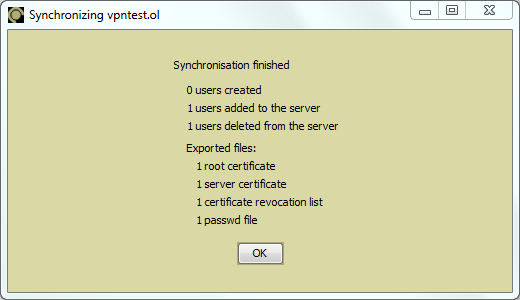 Synchronizing vpntest.ol
Synchronisation finished
0 users created
1 users added to the server
1 users deleted from the server
Exported files:
1 root certificate
1 server certificate
1 certificate revocation list
1 passwd file
OK